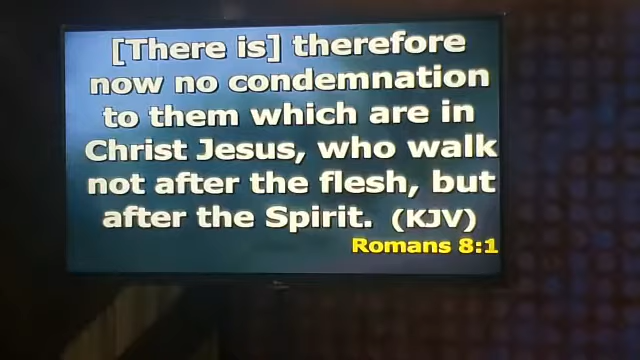 [There is] therefore
now no condemnation
to them which are in
Christ Jesus, who walk
not after the flesh, but
after the Spirit. (KJV)
Romans 8:1